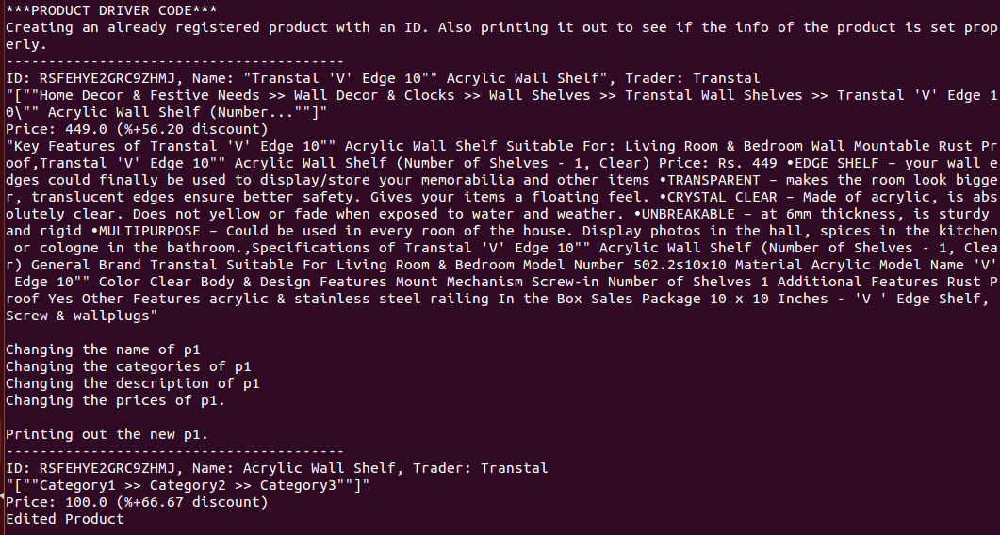 ***PRODUCT DRIVER CODE***
Creating an already registered product with an ID. Also printing it out to see if the info of the product is set prop
erly.
----------------------------------------
ID: RSFEHYE2GRC9ZHMJ, Name: "Transtal 'V' Edge 10"" Acrylic Wall Shelf", Trader: Transtal
"[""Home Decor & Festive Needs >> Wall Decor & Clocks >> Wall Shelves >> Transtal Wall Shelves >> Transtal 'V' Edge 1
0\"" Acrylic Wall Shelf (Number...""]"
Price: 449.0 (%+56.20 discount)
"Key Features of Transtal 'V' Edge 10"" Acrylic Wall Shelf Suitable For: Living Room & Bedroom Wall Mountable Rust Pr
oof,Transtal 'V' Edge 10"" Acrylic Wall Shelf (Number of Shelves - 1, Clear) Price: Rs. 449 •EDGE SHELF – your wall e
dges could finally be used to display/store your memorabilia and other items •TRANSPARENT – makes the room look bigge
r, translucent edges ensure better safety. Gives your items a floating feel. •CRYSTAL CLEAR – Made of acrylic, is abs
olutely clear. Does not yellow or fade when exposed to water and weather. •UNBREAKABLE – at 6mm thickness, is sturdy
and rigid •MULTIPURPOSE – Could be used in every room of the house. Display photos in the hall, spices in the kitchen
or cologne in the bathroom.,Specifications of Transtal 'V' Edge 10"" Acrylic Wall Shelf (Number of Shelves - 1, Clea
r) General Brand Transtal Suitable For Living Room & Bedroom Model Number 502.2s10x10 Material Acrylic Model Name 'V'
Edge 10"" Color Clear Body & Design Features Mount Mechanism Screw-in Number of Shelves 1 Additional Features Rust P
roof Yes Other Features acrylic & stainless steel railing In the Box Sales Package 10 x 10 Inches - 'V ' Edge Shelf,
Screw & wallplugs"
Changing the name of p1
Changing the categories of p1
Changing the description of p1
Changing the prices of p1.
Printing out the new p1.
----------------------------------------
ID: RSFEHYE2GRC9ZHMJ, Name: Acrylic Wall Shelf, Trader: Transtal
"[""Category1 >> Category2 >> Category3""]"
Price: 100.0 (%+66.67 discount)
Edited Product